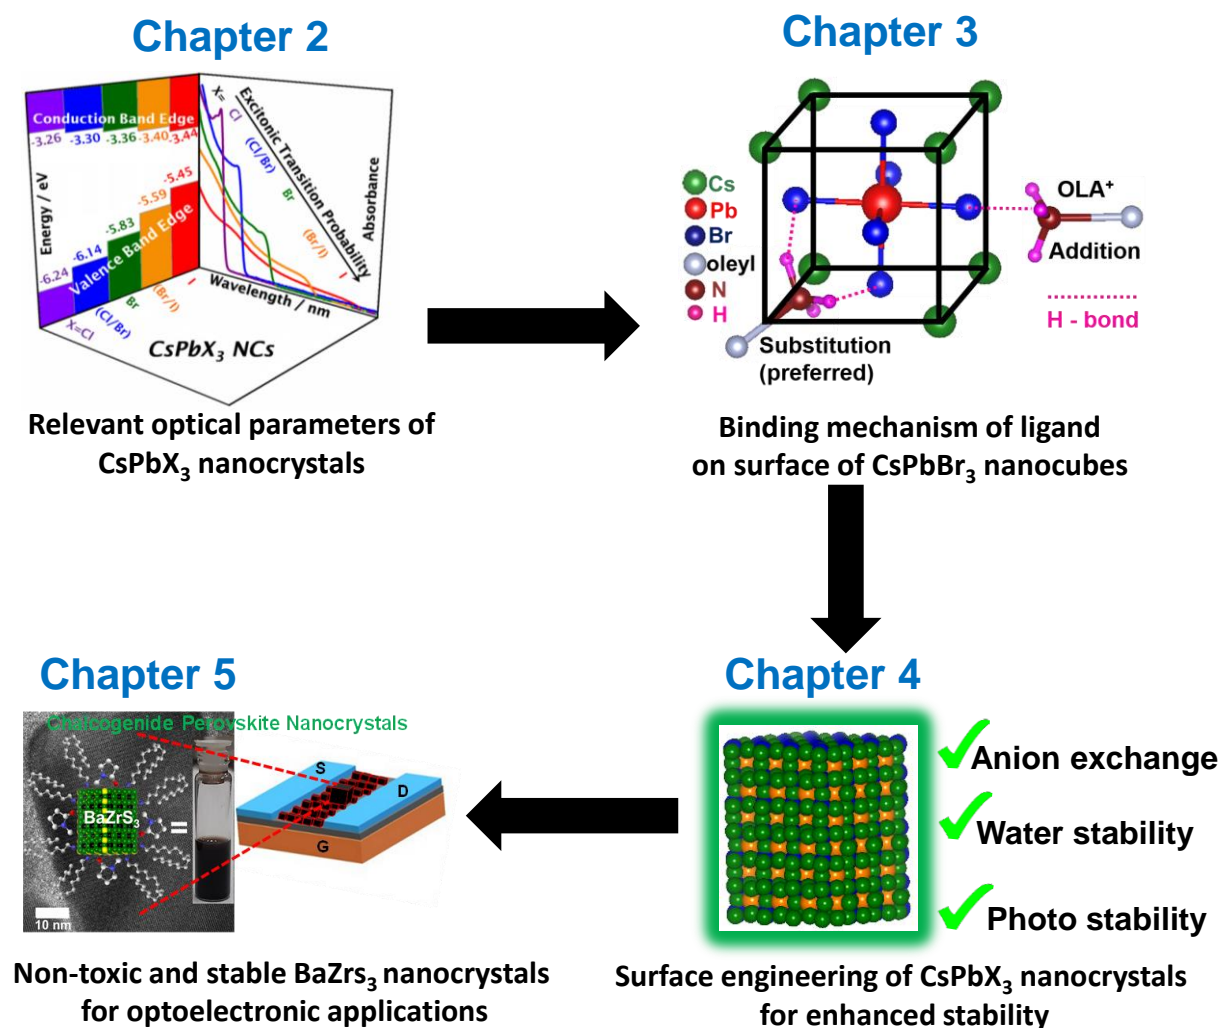 Chapter 2
Conduction Band Edge
-3.26 -3.30 -3.36 -3.40 -3.44
X= Cl (Cl/Br) Br (Br/I) I
Excitonic Transition Probability
Absorbance
Energy / eV
-6.24 -6.14 -5.83 -5.59 -5.45
Valence Band Edge
Wavelength / nm
X=Cl (Cl/Br) Br (Br/I) I
CsPbX₃ NCs
Relevant optical parameters of
CsPbX₃ nanocrystals
Chapter 3
Cs
Pb
Br
oleyl
N
H
OLA⁺
Addition
H - bond
Substitution
(preferred)
Binding mechanism of ligand
on surface of CsPbBr₃ nanocubes
Chapter 4
Anion exchange
Water stability
Photo stability
Surface engineering of CsPbX₃ nanocrystals
for enhanced stability
Chapter 5
Chalcogenide Perovskite Nanocrystals
S
D
G
BaZrS₃
=
10 nm
Non-toxic and stable BaZrs₃ nanocrystals
for optoelectronic applications